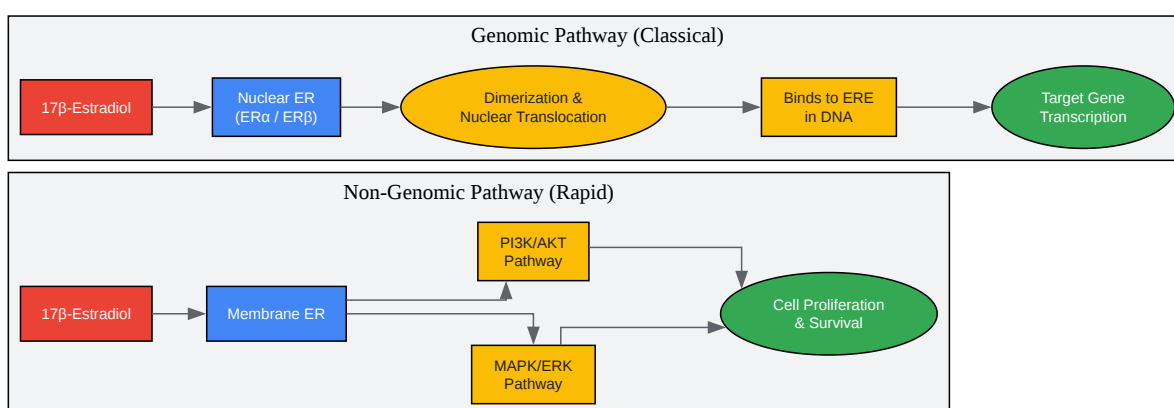 Genomic Pathway (Classical)
17β-Estradiol
Nuclear ER
(ERα / ERβ)
Dimerization &
Nuclear Translocation
Binds to ERE
in DNA
Target Gene
Transcription
Non-Genomic Pathway (Rapid)
17β-Estradiol
Membrane ER
PI3K/AKT
Pathway
MAPK/ERK
Pathway
Cell Proliferation
& Survival